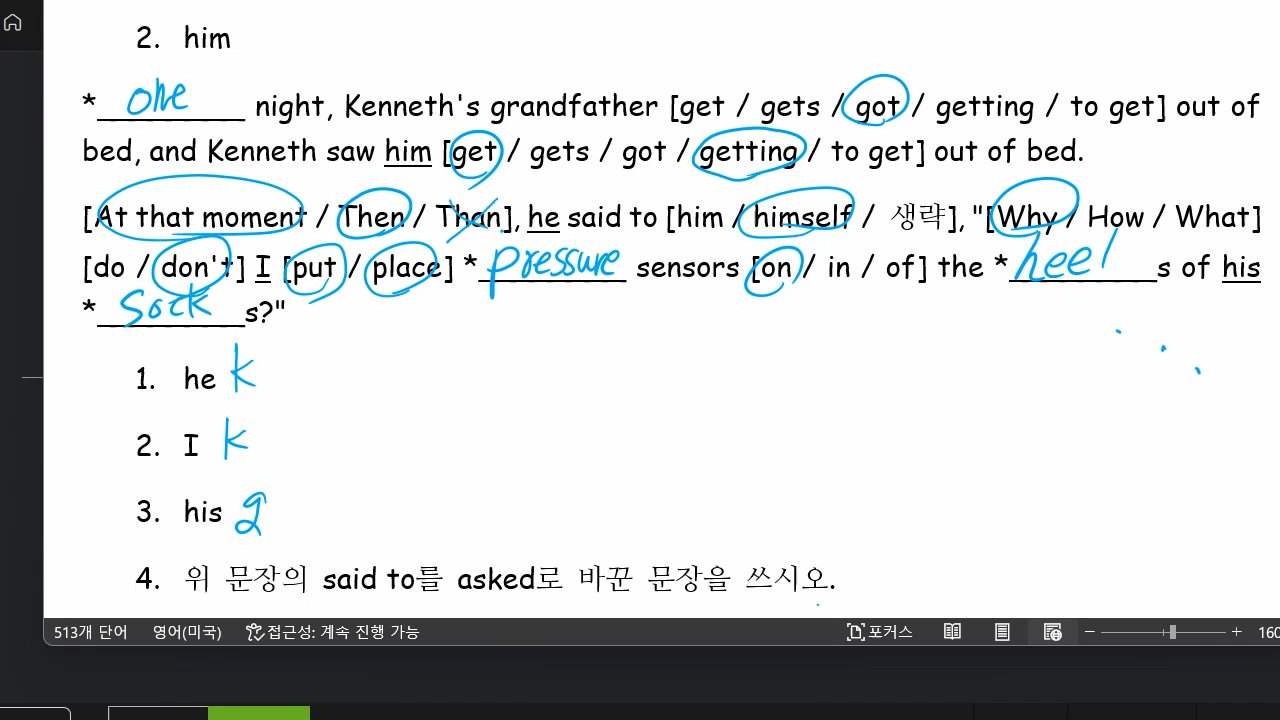 2. him
* one night, Kenneth's grandfather [get / gets / got / getting / to get] out of
bed, and Kenneth saw him [get / gets / got / getting / to get] out of bed.
[At that moment / Then / Than], he said to [him / himself / 생략], "[Why / How / What]
[do / don't] I [put / place] * pressure sensors [on / in / of] the * heels of his
* socks?"
1. he k
2. I k
3. his g
4. 위 문장의 said to를 asked로 바꾼 문장을 쓰시오.
513개 단어 영어(미국) 접근성: 계속 진행 가능 포커스 160